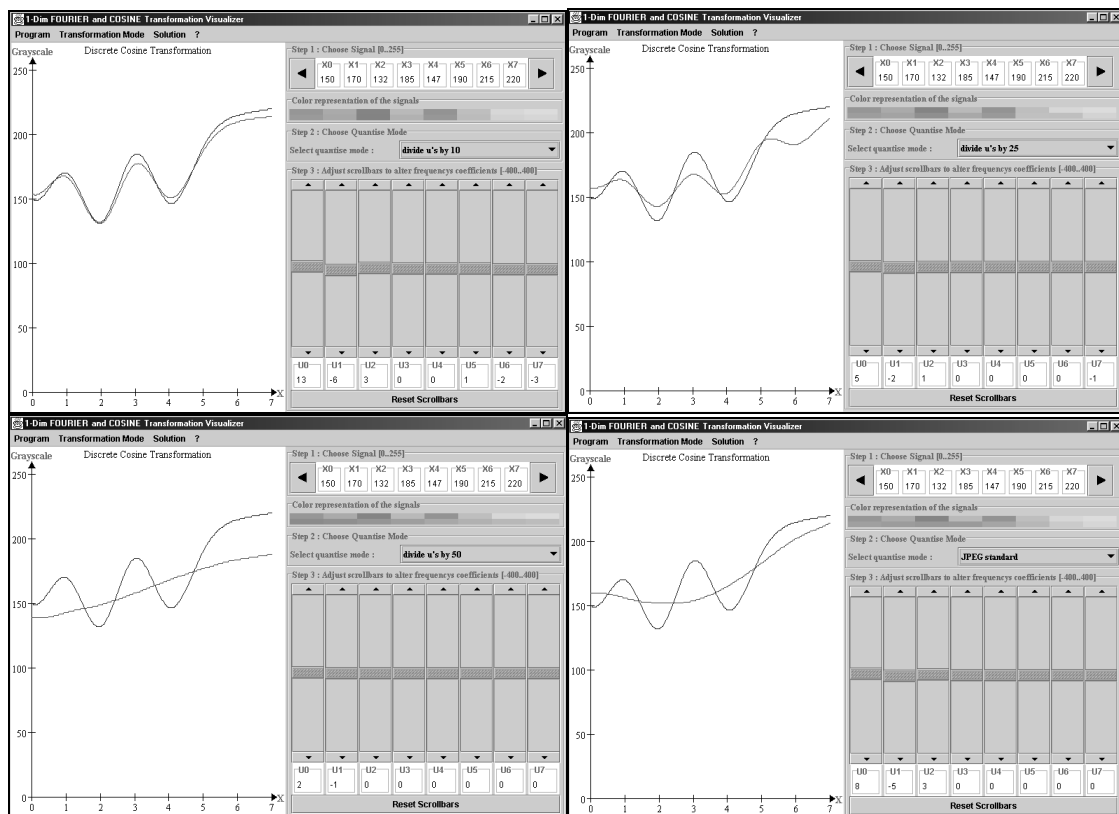 1-Dim FOURIER and COSINE Transformation Visualizer
Program Transformation Mode Solution ?
Grayscale
Discrete Cosine Transformation
250
200
150
100
50
0
0 1 2 3 4 5 6 7
X
Step 1 : Choose Signal [0..255]
X0 X1 X2 X3 X4 X5 X6 X7
150 170 132 185 147 190 215 220
Color representation of the signals
Step 2 : Choose Quantise Mode
Select quantise mode : divide u's by 10
Step 3 : Adjust scrollbars to alter frequencys coefficients [-400..400]
U0 U1 U2 U3 U4 U5 U6 U7
13 -6 3 0 0 1 -2 -3
Reset Scrollbars
1-Dim FOURIER and COSINE Transformation Visualizer
Program Transformation Mode Solution ?
Grayscale
Discrete Cosine Transformation
250
200
150
100
50
0
0 1 2 3 4 5 6 7
X
Step 1 : Choose Signal [0..255]
X0 X1 X2 X3 X4 X5 X6 X7
150 170 132 185 147 190 215 220
Color representation of the signals
Step 2 : Choose Quantise Mode
Select quantise mode : divide u's by 25
Step 3 : Adjust scrollbars to alter frequencys coefficients [-400..400]
U0 U1 U2 U3 U4 U5 U6 U7
5 -2 1 0 0 0 0 -1
Reset Scrollbars
1-Dim FOURIER and COSINE Transformation Visualizer
Program Transformation Mode Solution ?
Grayscale
Discrete Cosine Transformation
250
200
150
100
50
0
0 1 2 3 4 5 6 7
X
Step 1 : Choose Signal [0..255]
X0 X1 X2 X3 X4 X5 X6 X7
150 170 132 185 147 190 215 220
Color representation of the signals
Step 2 : Choose Quantise Mode
Select quantise mode : divide u's by 50
Step 3 : Adjust scrollbars to alter frequencys coefficients [-400..400]
U0 U1 U2 U3 U4 U5 U6 U7
2 -1 0 0 0 0 0 0
Reset Scrollbars
1-Dim FOURIER and COSINE Transformation Visualizer
Program Transformation Mode Solution ?
Grayscale
Discrete Cosine Transformation
250
200
150
100
50
0
0 1 2 3 4 5 6 7
X
Step 1 : Choose Signal [0..255]
X0 X1 X2 X3 X4 X5 X6 X7
150 170 132 185 147 190 215 220
Color representation of the signals
Step 2 : Choose Quantise Mode
Select quantise mode : JPEG standard
Step 3 : Adjust scrollbars to alter frequencys coefficients [-400..400]
U0 U1 U2 U3 U4 U5 U6 U7
8 -5 3 0 0 0 0 0
Reset Scrollbars